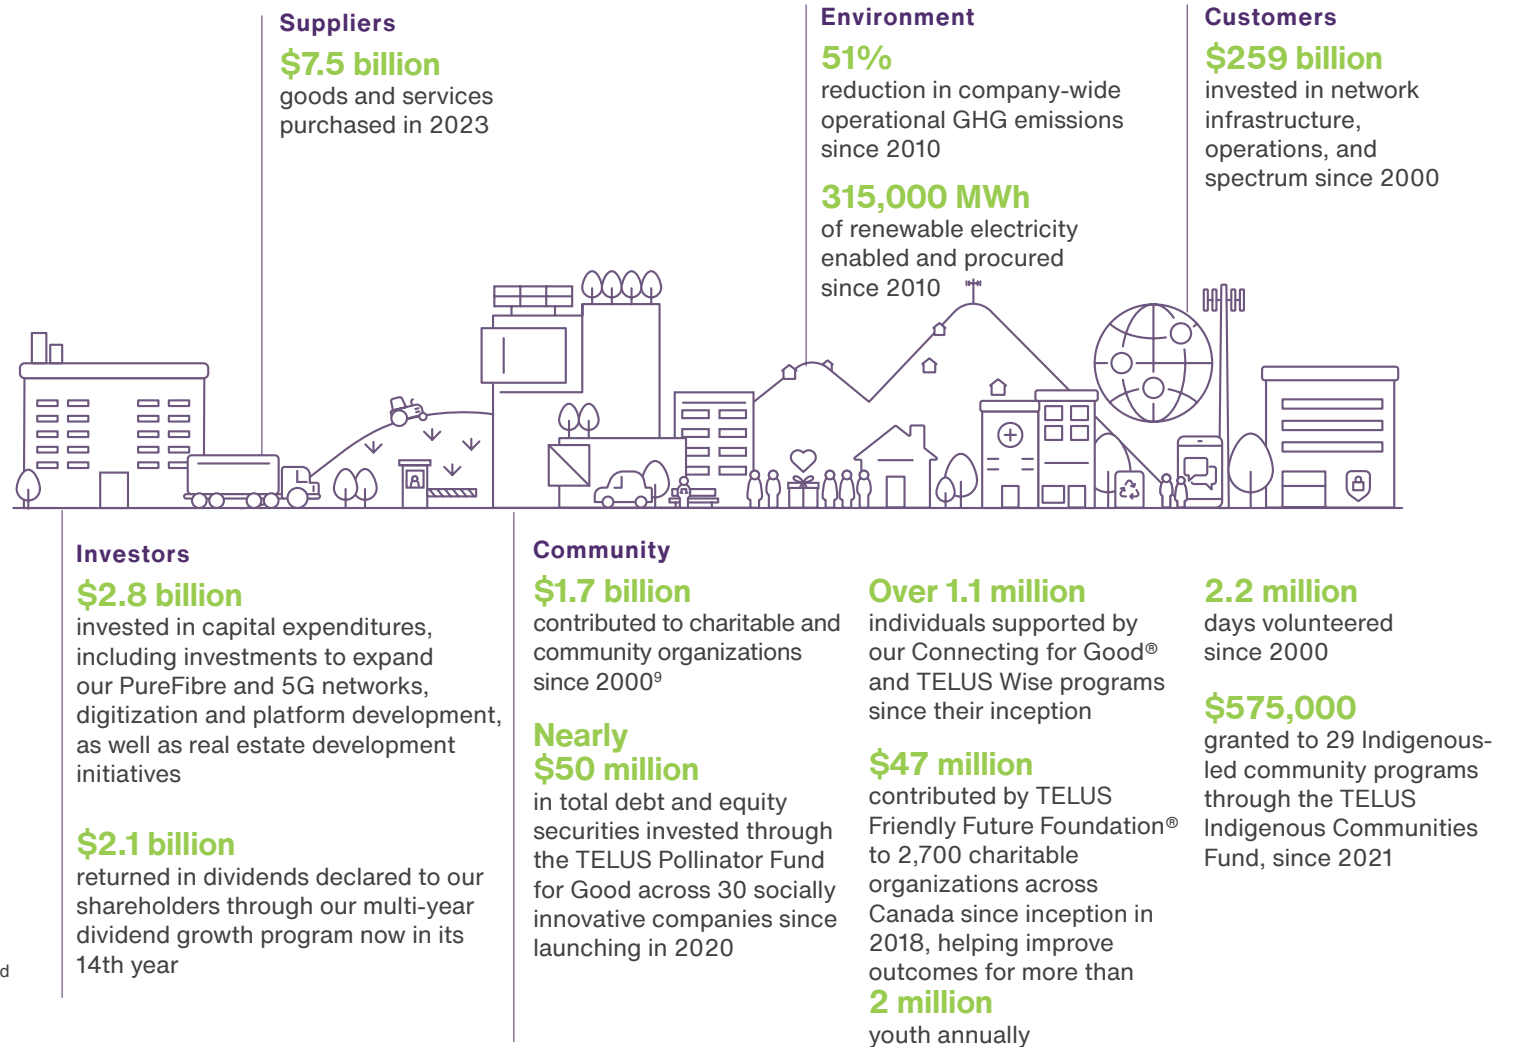 Suppliers
$7.5 billion
goods and services
purchased in 2023
Environment
51%
reduction in company-wide
operational GHG emissions
since 2010
315,000 MWh
of renewable electricity
enabled and procured
since 2010
Customers
$259 billion
invested in network
infrastructure,
operations, and
spectrum since 2000
Investors
$2.8 billion
invested in capital expenditures,
including investments to expand
our PureFibre and 5G networks,
digitization and platform development,
as well as real estate development
initiatives
$2.1 billion
returned in dividends declared to our
shareholders through our multi-year
dividend growth program now in its
14th year
d
Community
$1.7 billion
contributed to charitable and
community organizations
since 2000⁹
Nearly
$50 million
in total debt and equity
securities invested through
the TELUS Pollinator Fund
for Good across 30 socially
innovative companies since
launching in 2020
Over 1.1 million
individuals supported by
our Connecting for Good®
and TELUS Wise programs
since their inception
$47 million
contributed by TELUS
Friendly Future Foundation®
to 2,700 charitable
organizations across
Canada since inception in
2018, helping improve
outcomes for more than
2 million
youth annually
2.2 million
days volunteered
since 2000
$575,000
granted to 29 Indigenous-
led community programs
through the TELUS
Indigenous Communities
Fund, since 2021